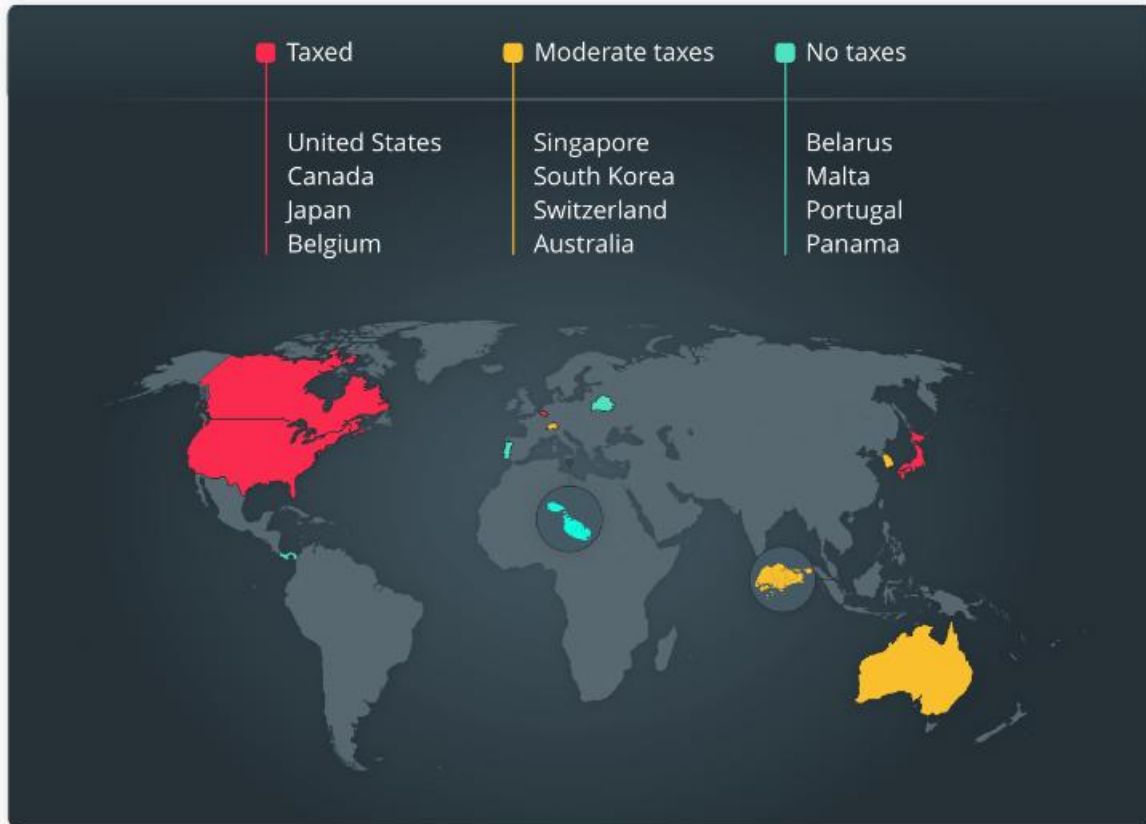 Taxed
United States
Canada
Japan
Belgium
Moderate taxes
Singapore
South Korea
Switzerland
Australia
No taxes
Belarus
Malta
Portugal
Panama